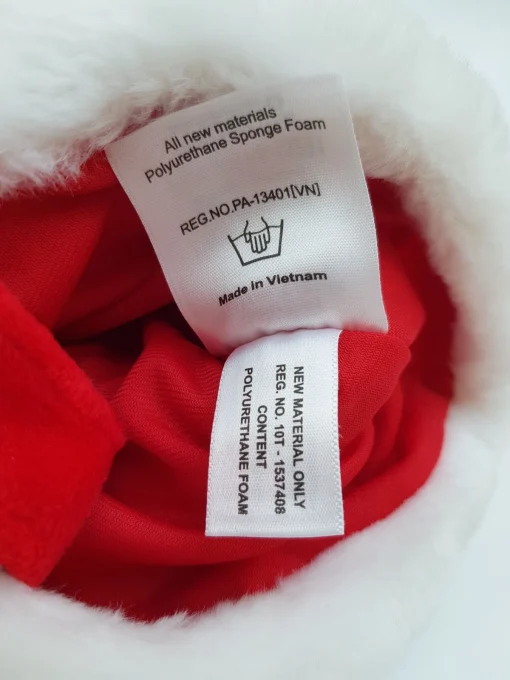 All new materials
Polyurethane Sponge Foam
REG.NO.PA-13401[VN]
Made in Vietnam
NEW MATERIAL ONLY
REG. NO. 10T - 1537408
CONTENT
POLYURETHANE FOAM